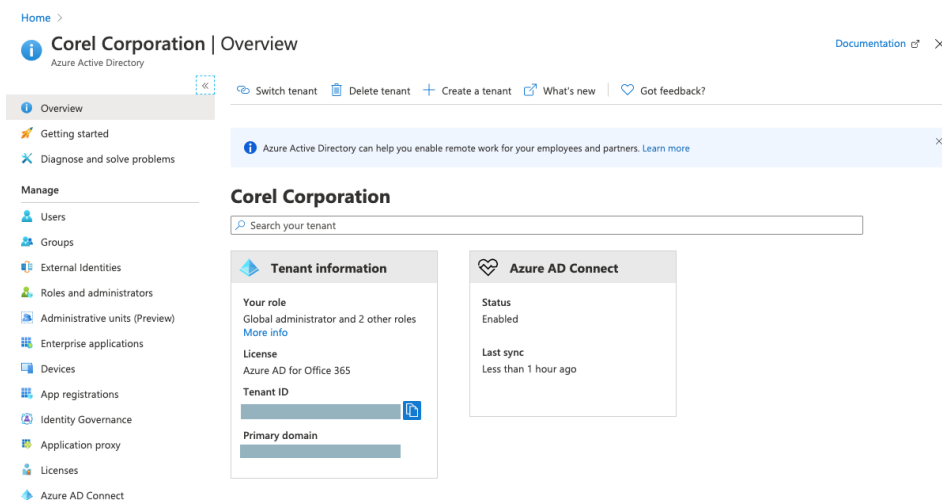 Home >
Corel Corporation | Overview
Azure Active Directory
Documentation
«
Switch tenant Delete tenant Create a tenant What's new Got feedback?
Overview
Getting started
Diagnose and solve problems
Manage
Users
Groups
External Identities
Roles and administrators
Administrative units (Preview)
Enterprise applications
Devices
App registrations
Identity Governance
Application proxy
Licenses
Azure AD Connect
Azure Active Directory can help you enable remote work for your employees and partners. Learn more
Corel Corporation
Search your tenant
Tenant information
Your role
Global administrator and 2 other roles
More info
License
Azure AD for Office 365
Tenant ID
Primary domain
Azure AD Connect
Status
Enabled
Last sync
Less than 1 hour ago